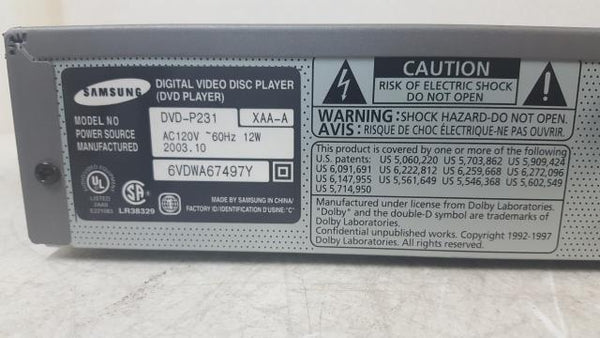 SAMSUNG
DIGITAL VIDEO DISC PLAYER
(DVD PLAYER)
MODEL NO DVD-P231 XAA-A
POWER SOURCE AC120V ~60Hz 12W
MANUFACTURED 2003.10
6VDWA67497Y
UL
LISTED
SA
LR38329
MADE BY SAMSUNG IN CHINA/
FACTORY ID/IDENTIFICATION D'USINE:"C"
CAUTION
RISK OF ELECTRIC SHOCK
DO NOT OPEN
WARNING : SHOCK HAZARD-DO NOT OPEN.
AVIS : RISQUE DE CHOC ÉLECTRIQUE-NE PAS OUVRIR.
This product is covered by one or more of the following
U.S. patents: US 5,060,220 US 5,703,862 US 5,909,424
US 6,091,691 US 6,222,812 US 6,259,668 US 6,272,096
US 6,147,955 US 5,561,649 US 5,546,368 US 5,602,549
US 5,714,950
Manufactured under license from Dolby Laboratories.
"Dolby" and the double-D symbol are trademarks of
Dolby Laboratories.
Confidential unpublished works. Copyright 1992-1997
Dolby Laboratories. All rights reserved.